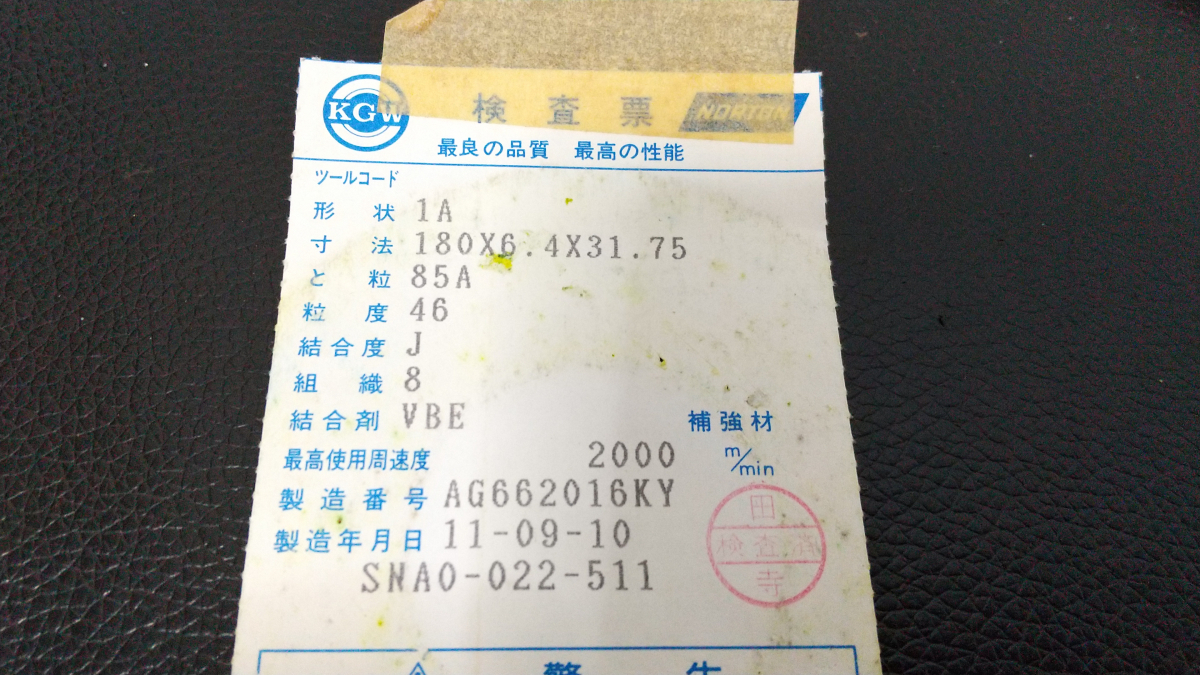 KGW 検査票 NORTON
最良の品質 最高の性能
ツールコード
形状 1A
寸法 180X6.4X31.75
と粒 85A
粒度 46
結合度 J
組織 8
結合剤 VBE 補強材
最高使用周速度 2000 m/min
製造番号 AG662016KY
製造年月日 11-09-10
SNA0-022-511
田
検査済
寺
警告